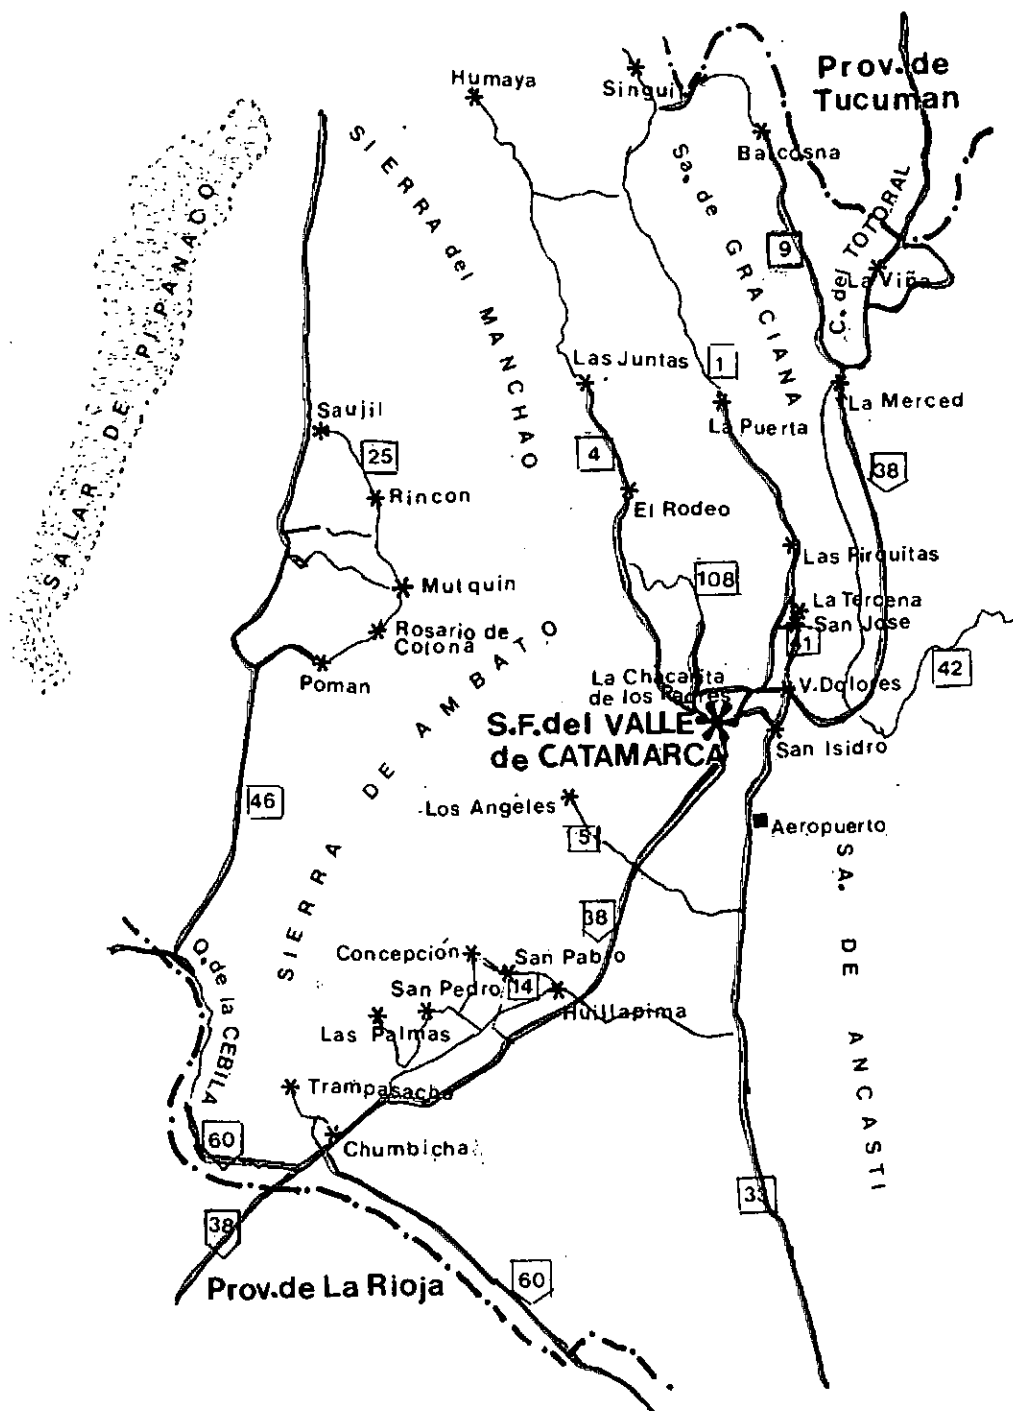 Humaya
Singuil
Prov. de
Tucuman
Balcosna
SIERRA del MANCHAO
Sa. de GRACIANA
C. del TOTORAL
9
La Viña
SALAR DE PIPANACO
Las Juntas
1
La Merced
La Puerta
Saujil
25
4
38
Rincon
El Rodeo
Las Pirquitas
108
Mutquin
La Tercena
San Jose
41
Rosario de
Colona
42
Poman
La Chacarita
de los Padres
V. Dolores
S.F. del VALLE
de CATAMARCA
San Isidro
SIERRA DE AMBATO
46
Los Angeles
5
Aeropuerto
SA. DE ANCASTI
38
Q. de la CEBILA
Concepción
San Pablo
San Pedro
14
Huillapima
Las Palmas
Trampasacha
60
Chumbicha
33
38
Prov. de La Rioja
60